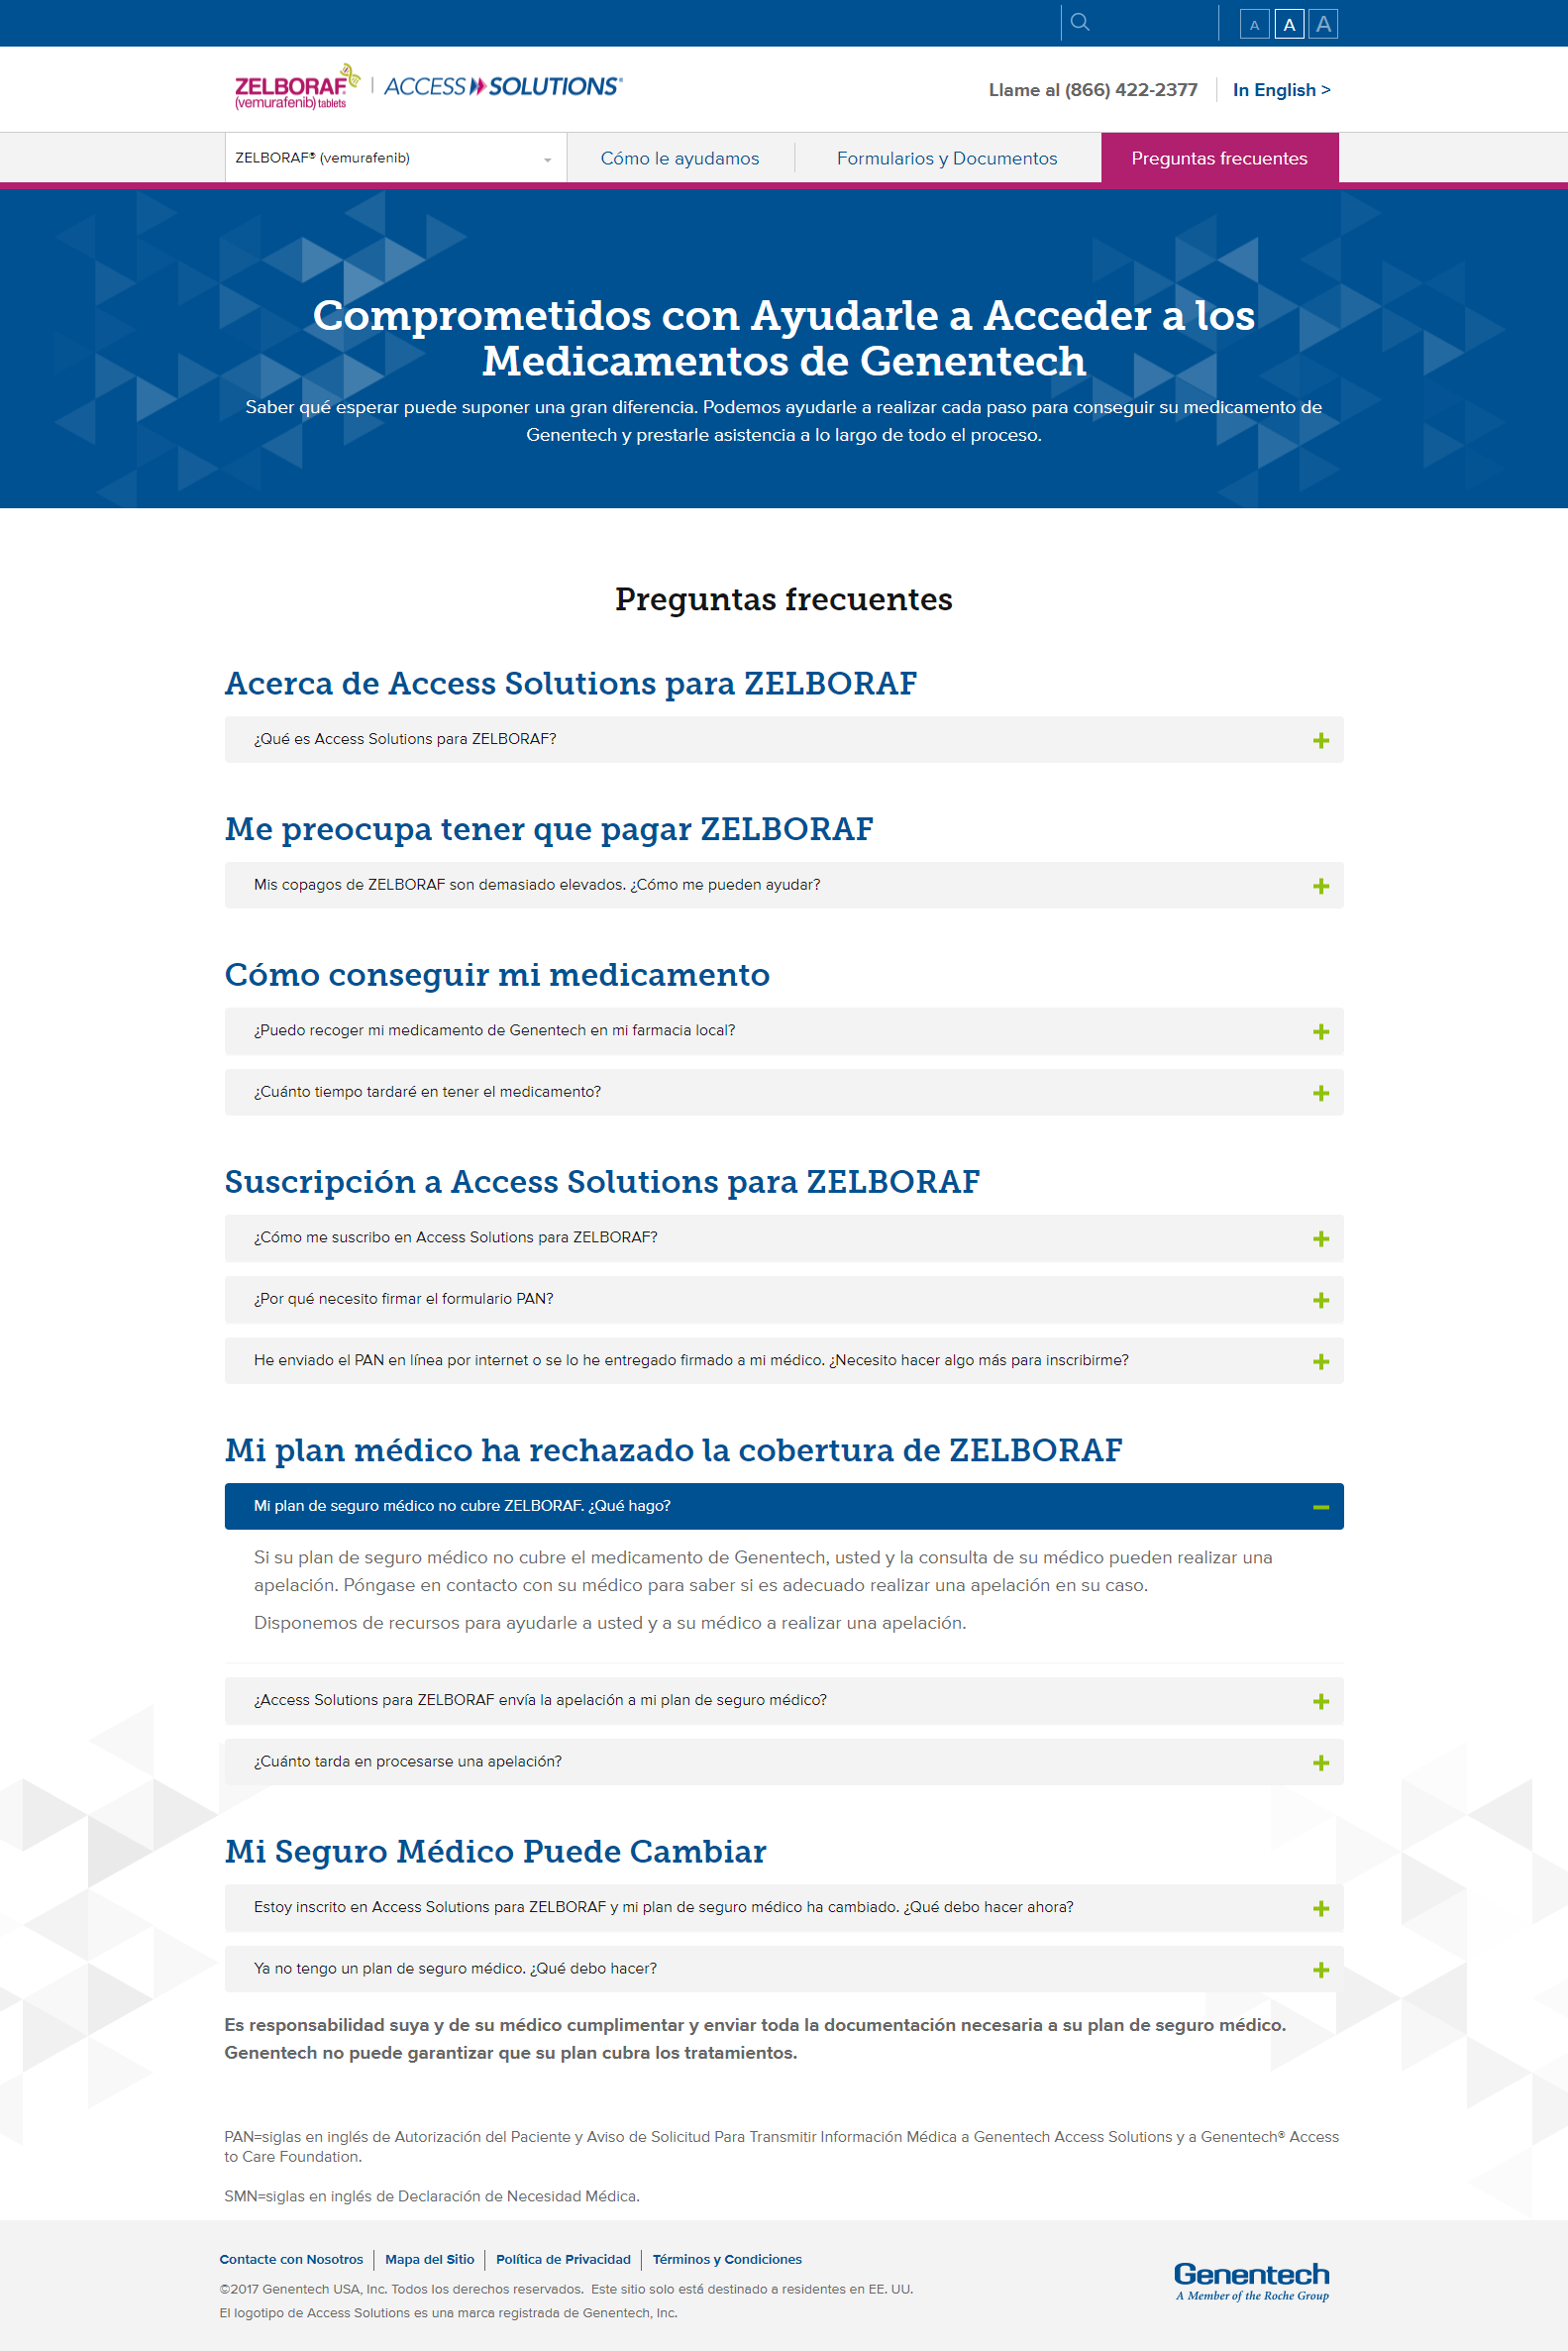 A A A
ZELBORAF®
(vemurafenib) tablets
ACCESS SOLUTIONS®
Llame al (866) 422-2377
In English >
ZELBORAF® (vemurafenib)
Cómo le ayudamos
Formularios y Documentos
Preguntas frecuentes
Comprometidos con Ayudarle a Acceder a los
Medicamentos de Genentech
Saber qué esperar puede suponer una gran diferencia. Podemos ayudarle a realizar cada paso para conseguir su medicamento de
Genentech y prestarle asistencia a lo largo de todo el proceso.
Preguntas frecuentes
Acerca de Access Solutions para ZELBORAF
¿Qué es Access Solutions para ZELBORAF?
Me preocupa tener que pagar ZELBORAF
Mis copagos de ZELBORAF son demasiado elevados. ¿Cómo me pueden ayudar?
Cómo conseguir mi medicamento
¿Puedo recoger mi medicamento de Genentech en mi farmacia local?
¿Cuánto tiempo tardaré en tener el medicamento?
Suscripción a Access Solutions para ZELBORAF
¿Cómo me suscribo en Access Solutions para ZELBORAF?
¿Por qué necesito firmar el formulario PAN?
He enviado el PAN en línea por internet o se lo he entregado firmado a mi médico. ¿Necesito hacer algo más para inscribirme?
Mi plan médico ha rechazado la cobertura de ZELBORAF
Mi plan de seguro médico no cubre ZELBORAF. ¿Qué hago?
Si su plan de seguro médico no cubre el medicamento de Genentech, usted y la consulta de su médico pueden realizar una
apelación. Póngase en contacto con su médico para saber si es adecuado realizar una apelación en su caso.
Disponemos de recursos para ayudarle a usted y a su médico a realizar una apelación.
¿Access Solutions para ZELBORAF envía la apelación a mi plan de seguro médico?
¿Cuánto tarda en procesarse una apelación?
Mi Seguro Médico Puede Cambiar
Estoy inscrito en Access Solutions para ZELBORAF y mi plan de seguro médico ha cambiado. ¿Qué debo hacer ahora?
Ya no tengo un plan de seguro médico. ¿Qué debo hacer?
Es responsabilidad suya y de su médico cumplimentar y enviar toda la documentación necesaria a su plan de seguro médico.
Genentech no puede garantizar que su plan cubra los tratamientos.
PAN=siglas en inglés de Autorización del Paciente y Aviso de Solicitud Para Transmitir Información Médica a Genentech Access Solutions y a Genentech® Access
to Care Foundation.
SMN=siglas en inglés de Declaración de Necesidad Médica.
Contacte con Nosotros
Mapa del Sitio
Política de Privacidad
Términos y Condiciones
©2017 Genentech USA, Inc. Todos los derechos reservados. Este sitio solo está destinado a residentes en EE. UU.
El logotipo de Access Solutions es una marca registrada de Genentech, Inc.
Genentech
A Member of the Roche Group